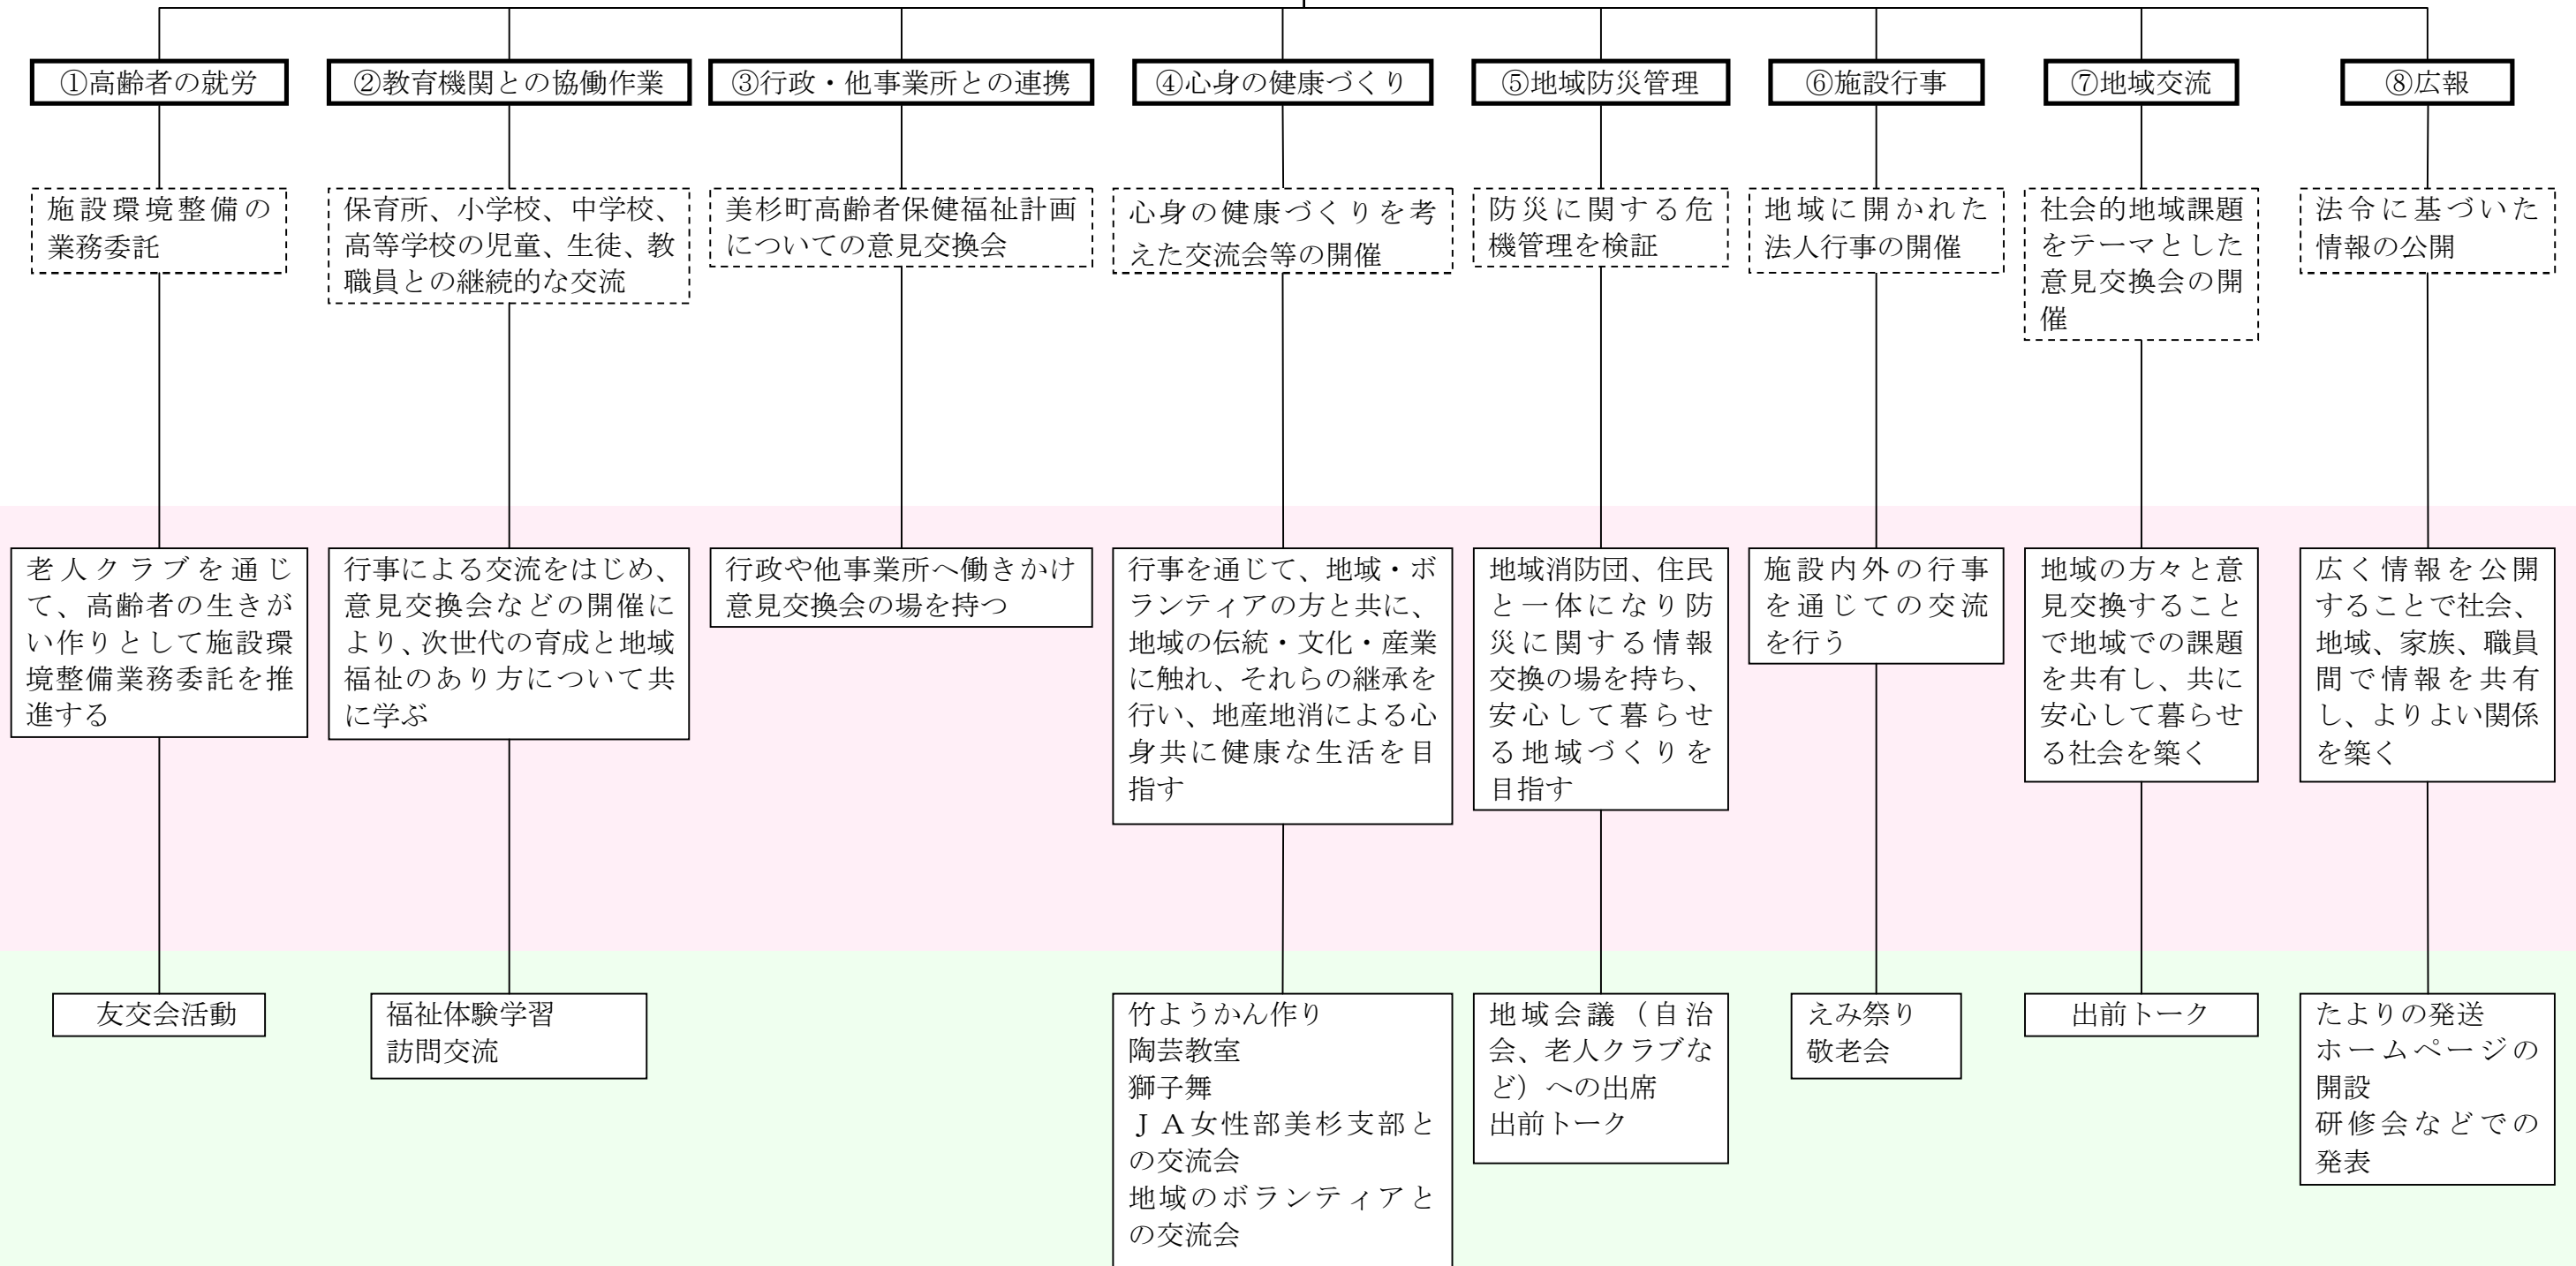 ①高齢者の就労
②教育機関との協働作業
③行政・他事業所との連携
④心身の健康づくり
⑤地域防災管理
⑥施設行事
⑦地域交流
⑧広報
施設環境整備の
業務委託
保育所、小学校、中学校、
高等学校の児童、生徒、教
職員との継続的な交流
美杉町高齢者保健福祉計画
についての意見交換会
心身の健康づくりを考
えた交流会等の開催
防災に関する危
機管理を検証
地域に開かれた
法人行事の開催
社会的地域課題
をテーマとした
意見交換会の開
催
法令に基づいた
情報の公開
老人クラブを通じ
て、高齢者の生きが
い作りとして施設環
境整備業務委託を推
進する
行事による交流をはじめ、
意見交換会などの開催に
より、次世代の育成と地域
福祉のあり方について共
に学ぶ
行政や他事業所へ働きかけ
意見交換会の場を持つ
行事を通じて、地域・ボ
ランティアの方と共に、
地域の伝統・文化・産業
に触れ、それらの継承を
行い、地産地消による心
身共に健康な生活を目
指す
地域消防団、住民
と一体になり防
災に関する情報
交換の場を持ち、
安心して暮らせ
る地域づくりを
目指す
施設内外の行事
を通じての交流
を行う
地域の方々と意
見交換すること
で地域での課題
を共有し、共に
安心して暮らせ
る社会を築く
広く情報を公開
することで社会、
地域、家族、職員
間で情報を共有
し、よりよい関係
を築く
友交会活動
福祉体験学習
訪問交流
竹ようかん作り
陶芸教室
獅子舞
ＪＡ女性部美杉支部と
の交流会
地域のボランティアと
の交流会
地域会議（自治
会、老人クラブな
ど）への出席
出前トーク
えみ祭り
敬老会
出前トーク
たよりの発送
ホームページの
開設
研修会などでの
発表